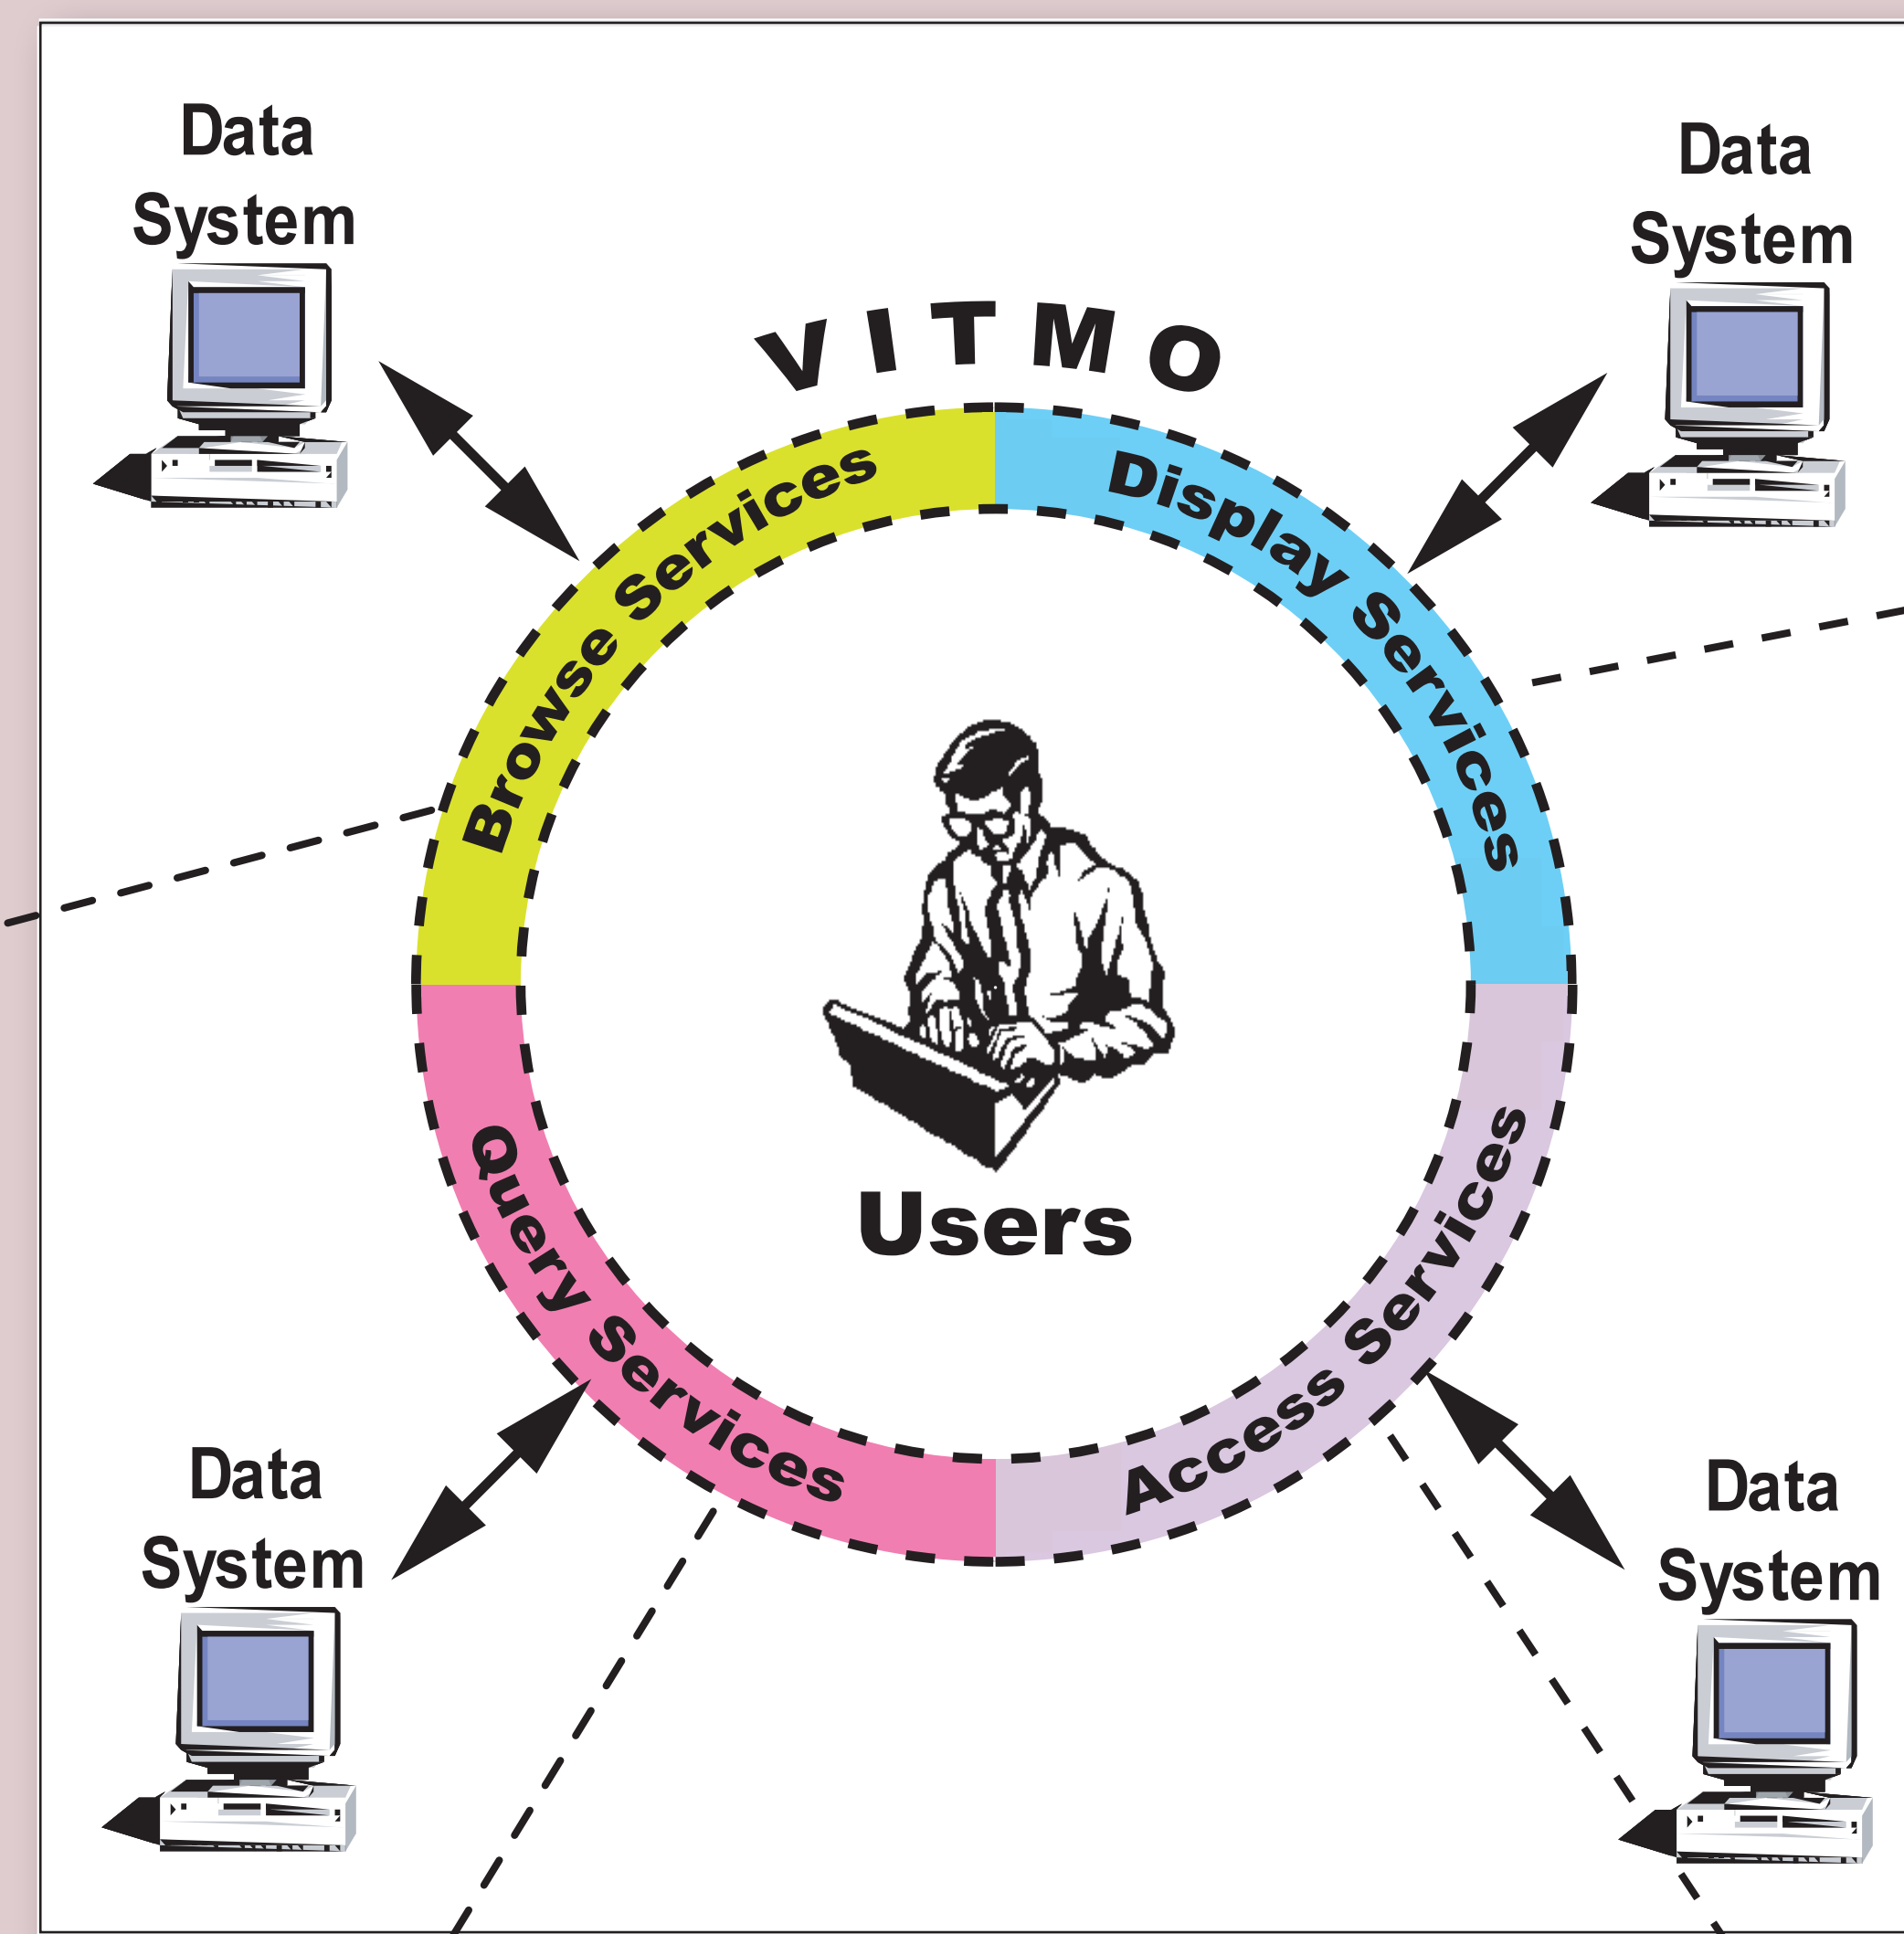 Data
System
Data
System
VITMO
Browse Services
Display Services
Users
Query Services
Access Services
Data
System
Data
System